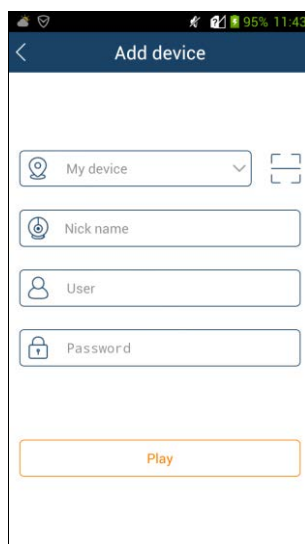 95% 11:43
Add device
My device
Nick name
User
Password
Play